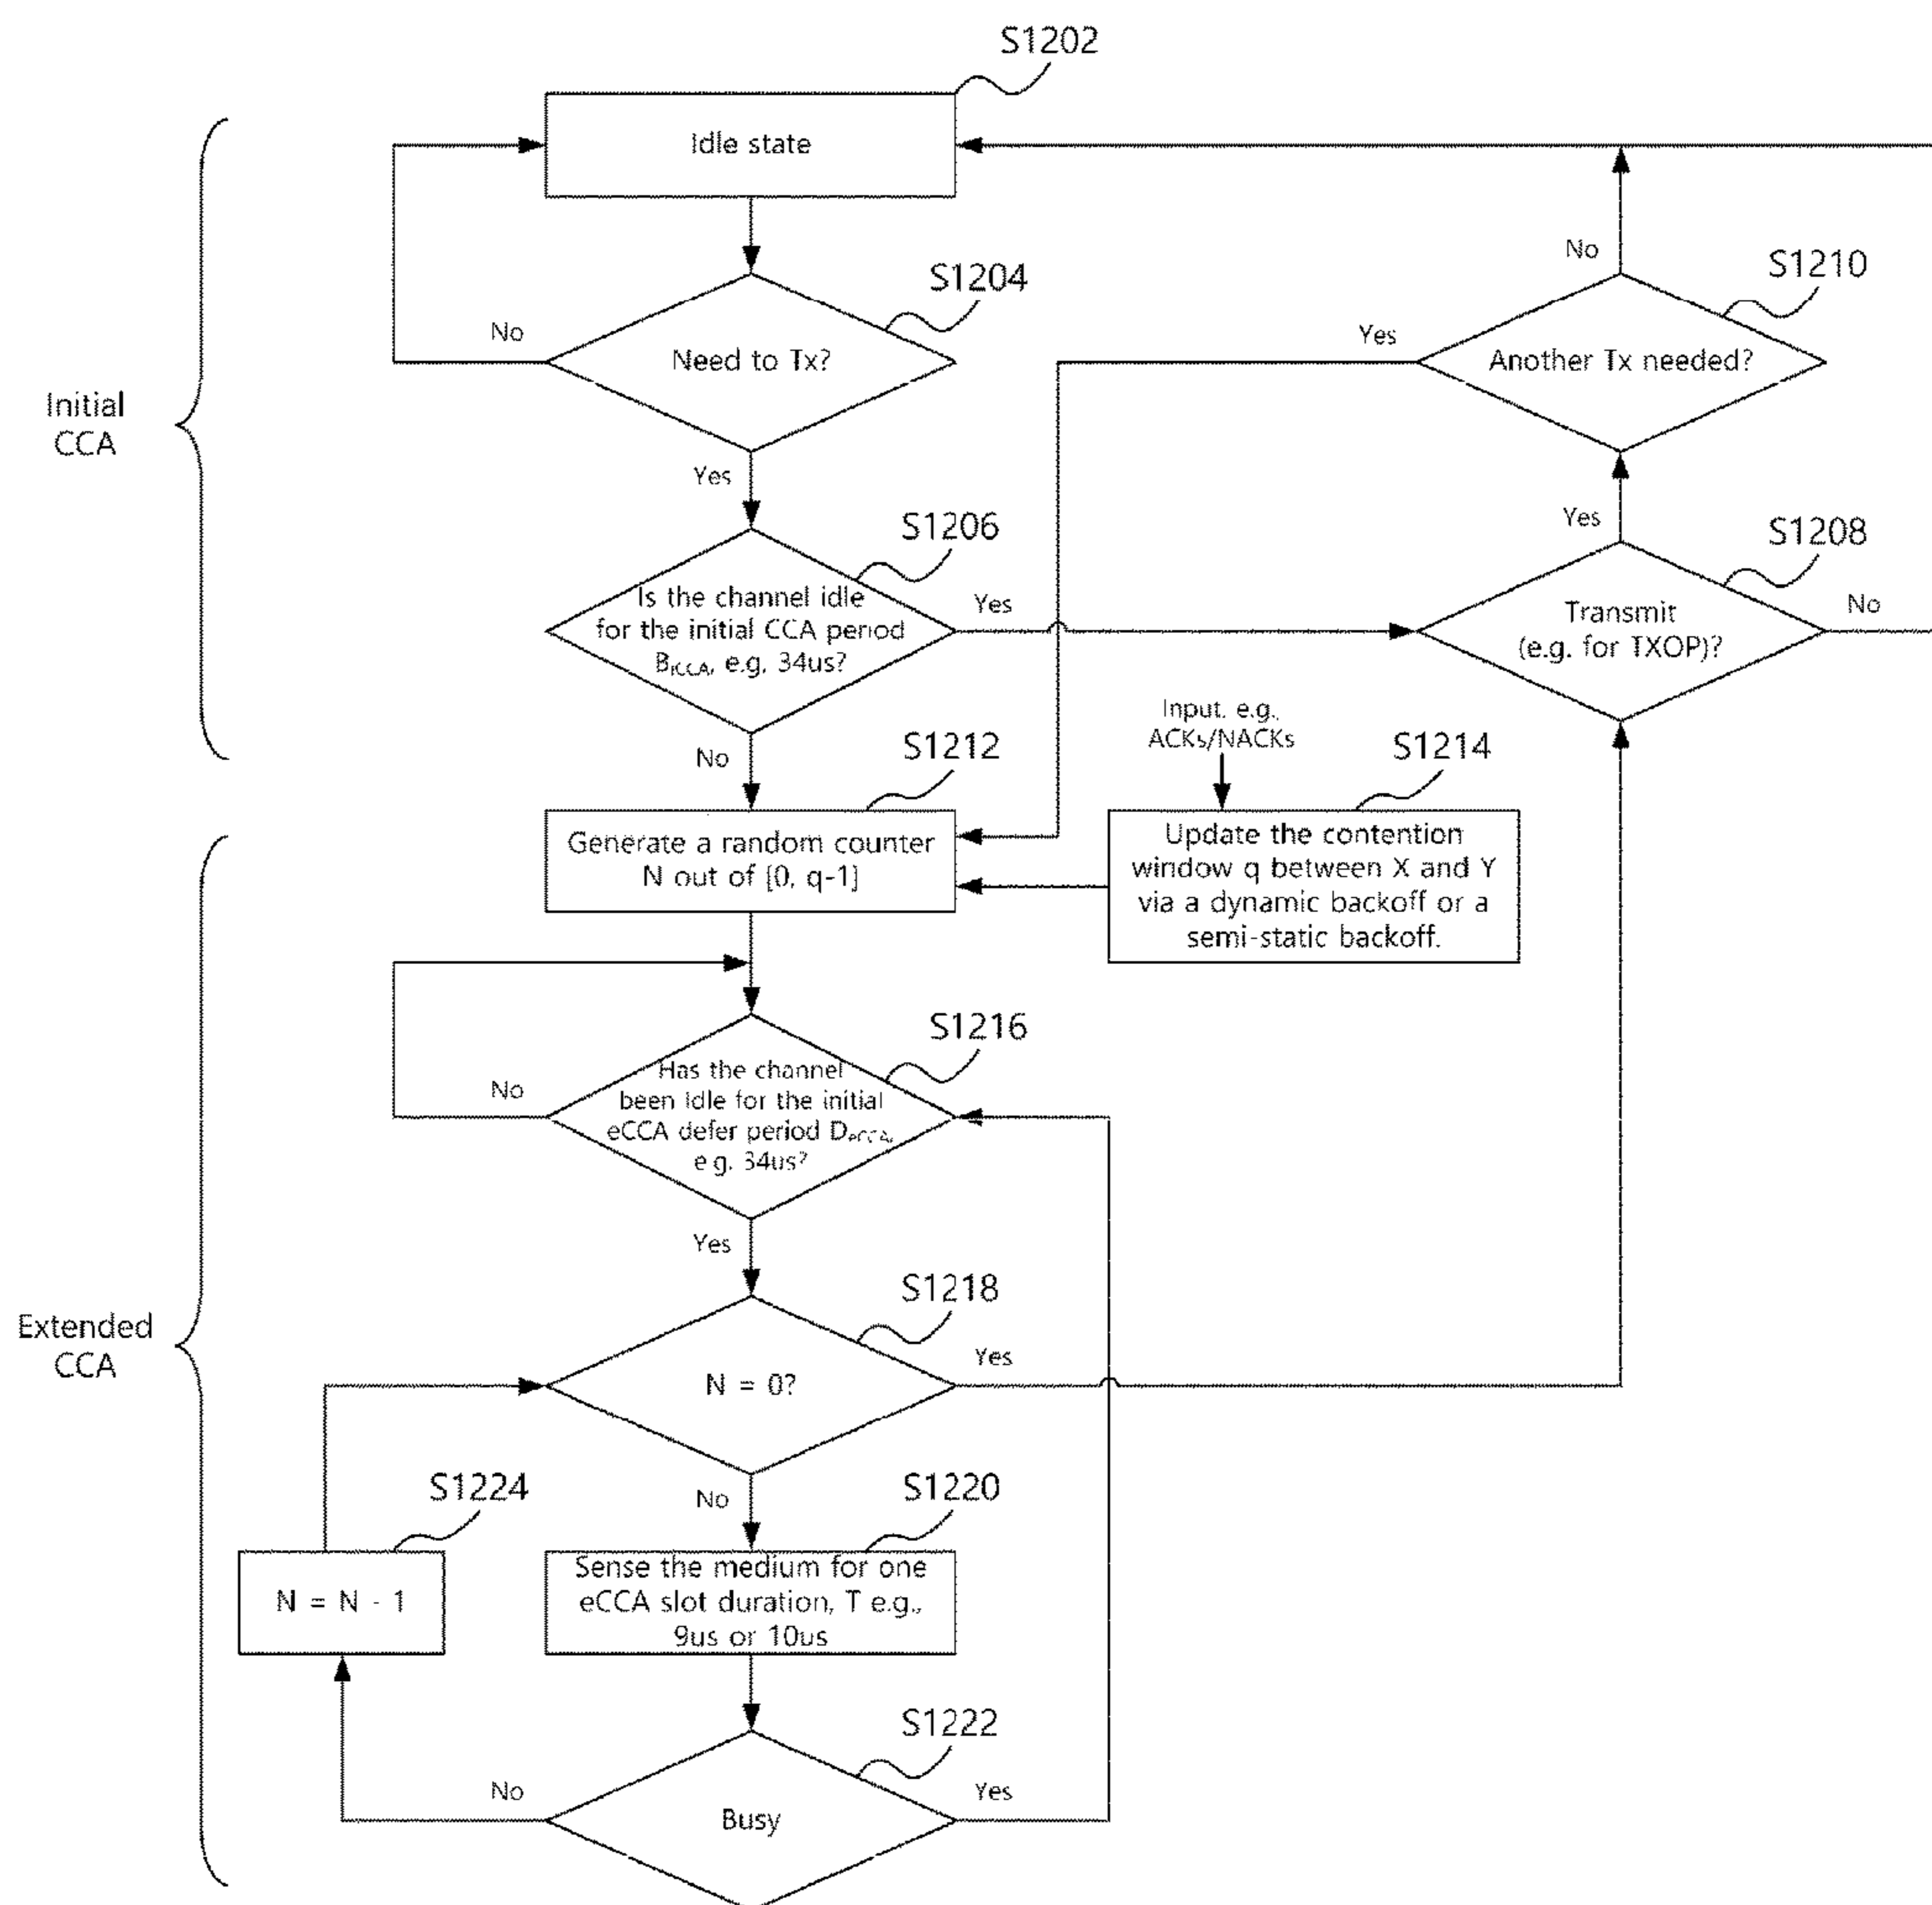 S1202
Idle state
S1204
No
Need to Tx?
Yes
No
S1210
Yes
Another Tx needed?
Initial
CCA
S1206
Is the channel idle
for the initial CCA period
BiCCA, e.g. 34us?
Yes
No
Yes
S1208
Transmit
(e.g. for TXOP)?
No
S1212
Generate a random counter
N out of [0, q-1]
Input. e.g.,
ACKs/NACKs
S1214
Update the contention
window q between X and Y
via a dynamic backoff or a
semi-static backoff.
S1216
No
Has the channel
been idle for the initial
eCCA defer period DeCCA,
e.g. 34us?
Yes
Extended
CCA
S1218
N = 0?
Yes
No
S1224
N = N - 1
S1220
Sense the medium for one
eCCA slot duration, T e.g.,
9us or 10us
S1222
No
Busy
Yes